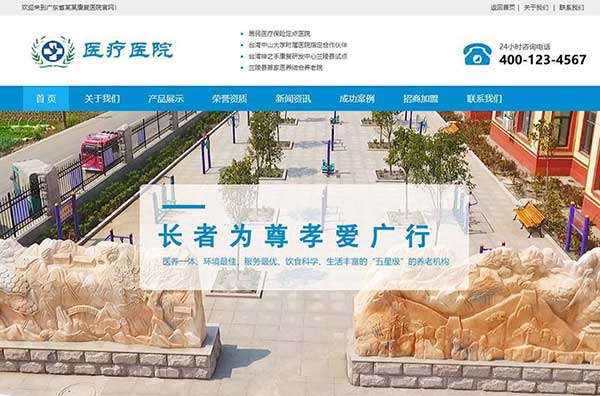 欢迎来到广东省某某康复医院官网！
返回首页 | 关于我们 | 联系我们
医疗医院
居民医疗保险定点医院
台湾中山大学附属医院指定合作伙伴
台湾神之手康复研发中心兰陵县试点
兰陵县首家医养结合养老院
24小时咨询电话
400-123-4567
首 页 关于我们 产品展示 荣誉资质 新闻资讯 成功案例 招商加盟 联系我们
长者为尊孝爱广行
医养一体、环境最佳、服务最优、饮食科学、生活丰富的“五星级”的养老机构